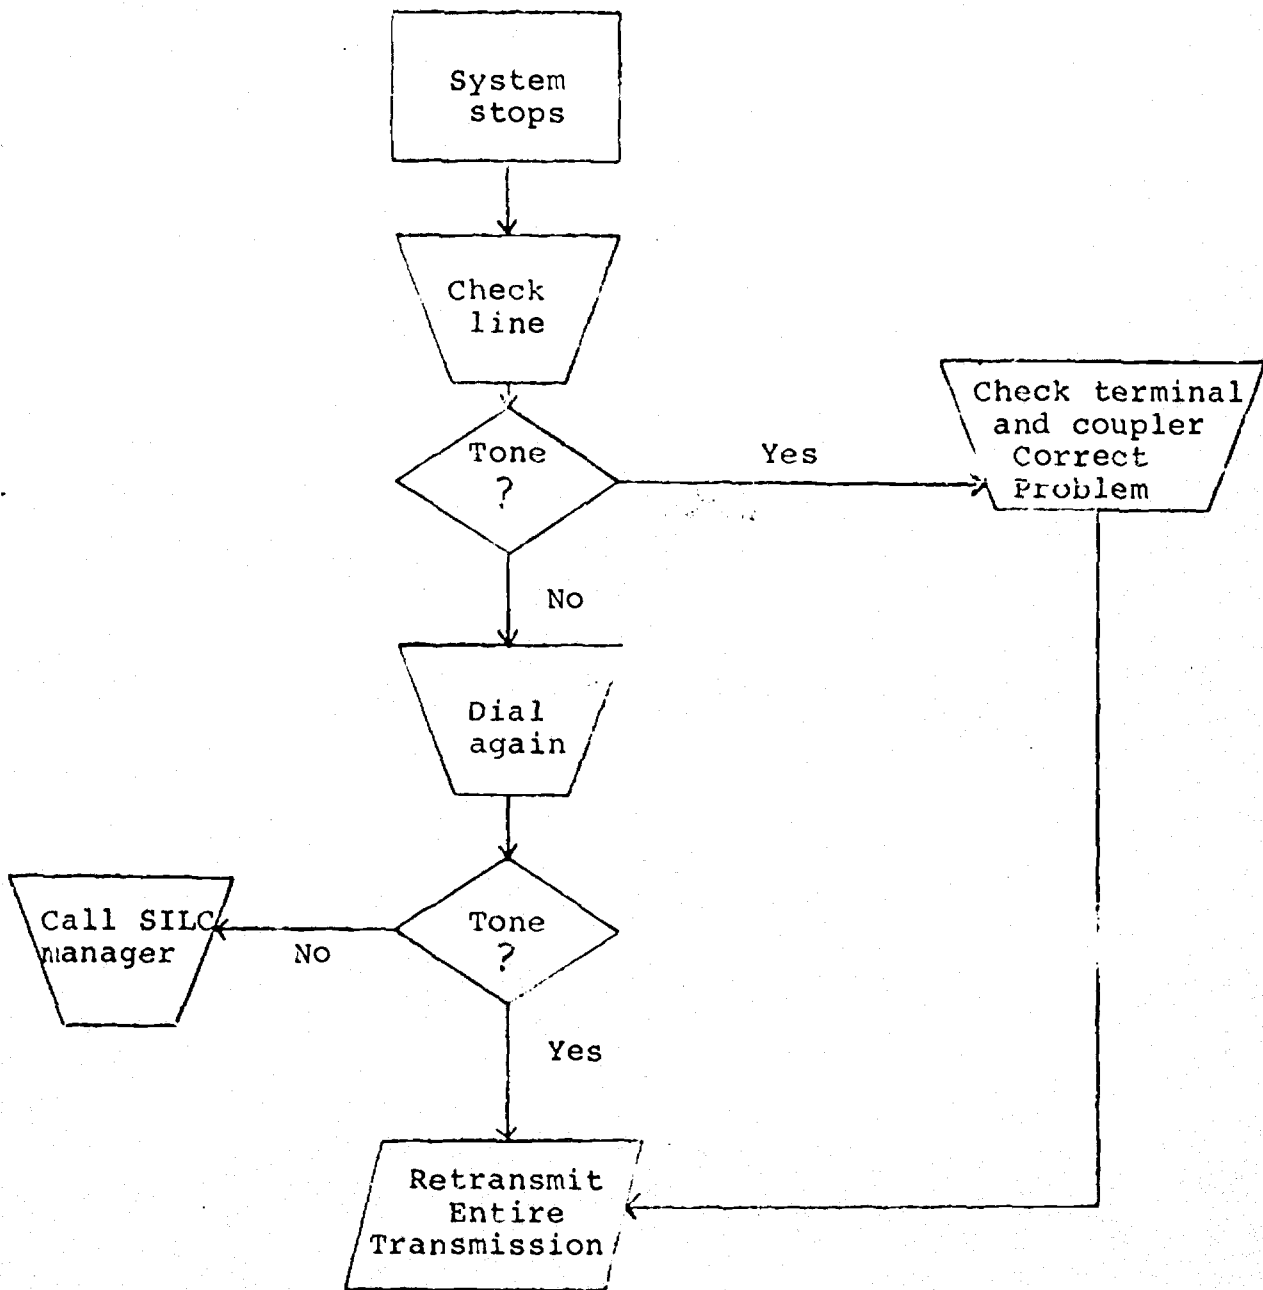 System
stops
Check
line
Tone
?
Yes
Check terminal
and coupler
Correct
Problem
No
Dial
again
Tone
?
No
Call SILC
manager
Yes
Retransmit
Entire
Transmission